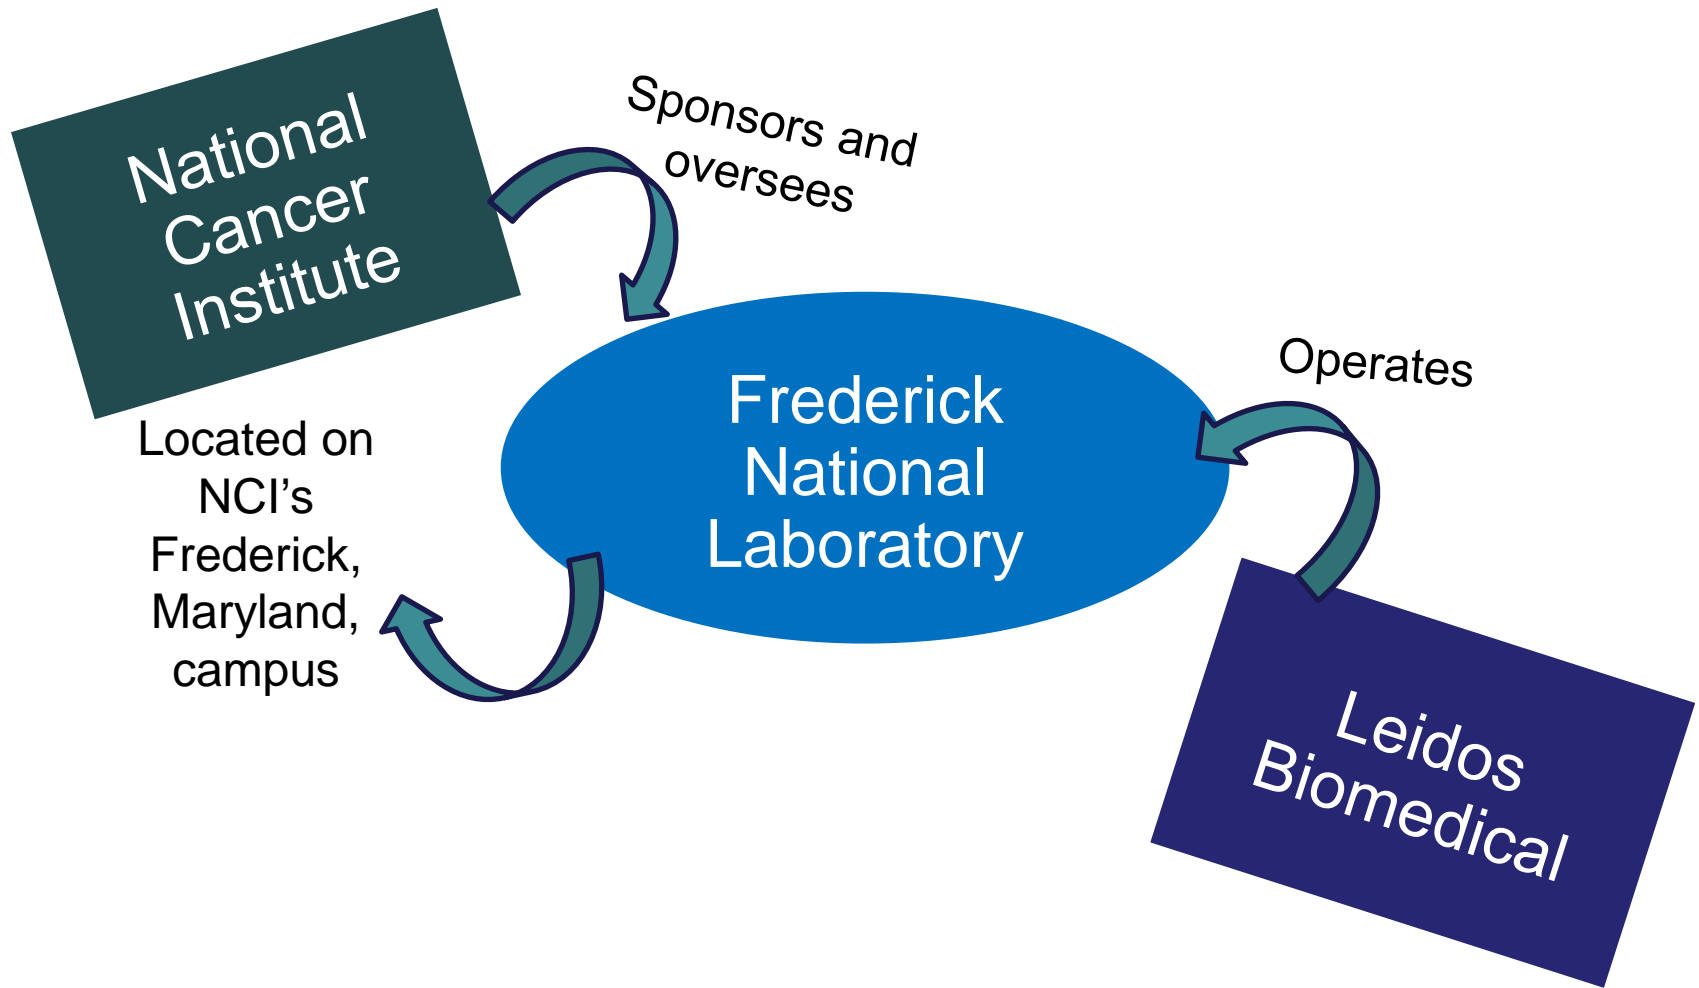 National
Cancer
Institute
Sponsors and
oversees
Frederick
National
Laboratory
Operates
Located on
NCI’s
Frederick,
Maryland,
campus
Leidos
Biomedical